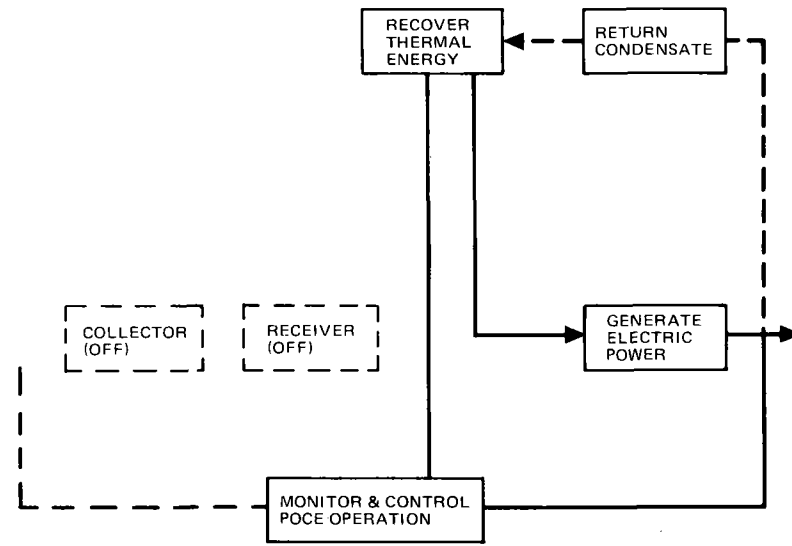 RECOVER
THERMAL
ENERGY
RETURN
CONDENSATE
COLLECTOR
(OFF)
RECEIVER
(OFF)
GENERATE
ELECTRIC
POWER
MONITOR & CONTROL
POCE OPERATION